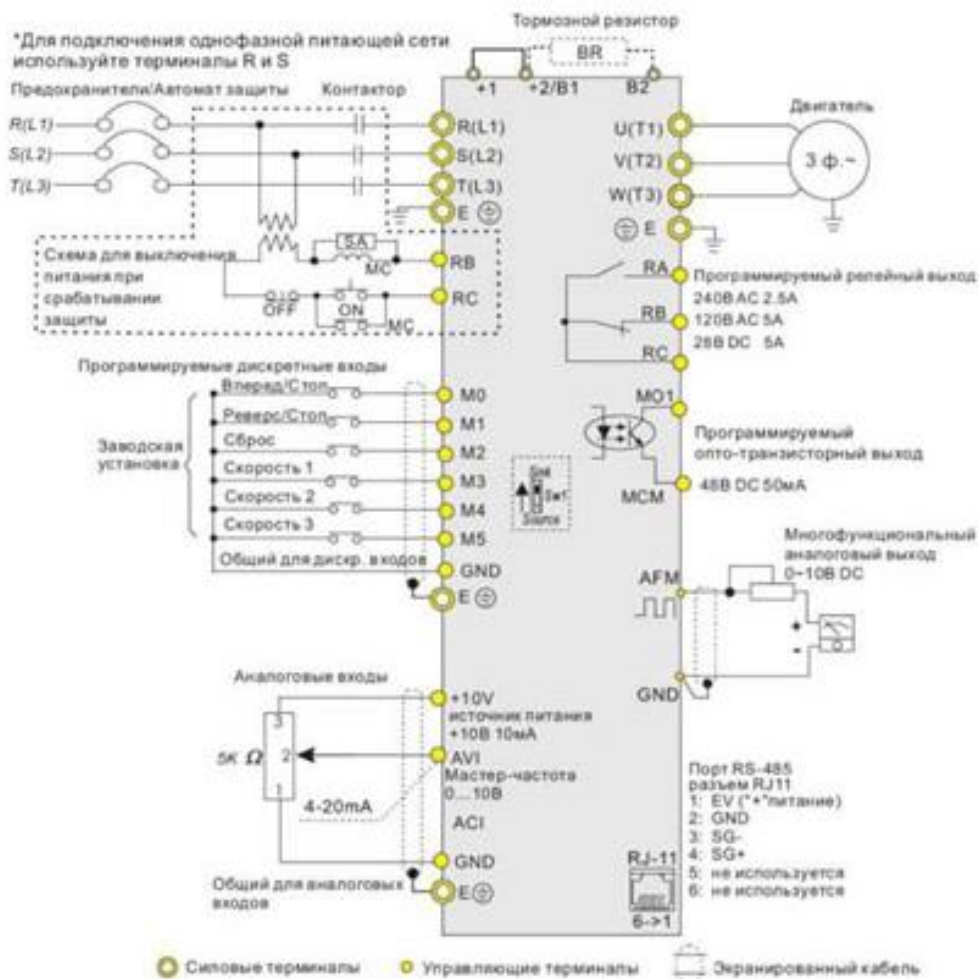 Тормозной резистор
BR
*Для подключения однофазной питающей сети
используйте терминалы R и S
+1
+2/B1
B2
Предохранители/Автомат защиты
Контактор
Двигатель
R(L1)
R(L1)
U(T1)
S(L2)
S(L2)
V(T2)
3 ф.~
T(L3)
T(L3)
W(T3)
E
E
Схема для выключения
питания при
срабатывании
защиты
SA
MC
RB
OFF
ON
MC
RC
RA
Программируемый релейный выход
240В AC 2.5A
RB
120В AC 5A
28В DC 5A
RC
Программируемые дискретные входы
Вперед/Стоп
M0
Реверс/Стоп
M1
Заводская
установка
Сброс
M2
Скорость 1
M3
Скорость 2
M4
Скорость 3
M5
Общий для дискр. входов
GND
E
MO1
Программируемый
опто-транзисторный выход
MCM
48В DC 50мА
Sink
Sw1
Source
Многофункциональный
аналоговый выход
0~10В DC
AFM
+
-
GND
Аналоговые входы
+10V
источник питания
+10В 10мА
3
5K Ω
2
1
AVI
Мастер-частота
0...10В
4-20mA
ACI
GND
Общий для аналоговых
входов
E
Порт RS-485
разъем RJ11
1: EV ("+"питание)
2: GND
3: SG-
4: SG+
5: не используется
6: не используется
RJ-11
6->1
Силовые терминалы
Управляющие терминалы
Экранированный кабель